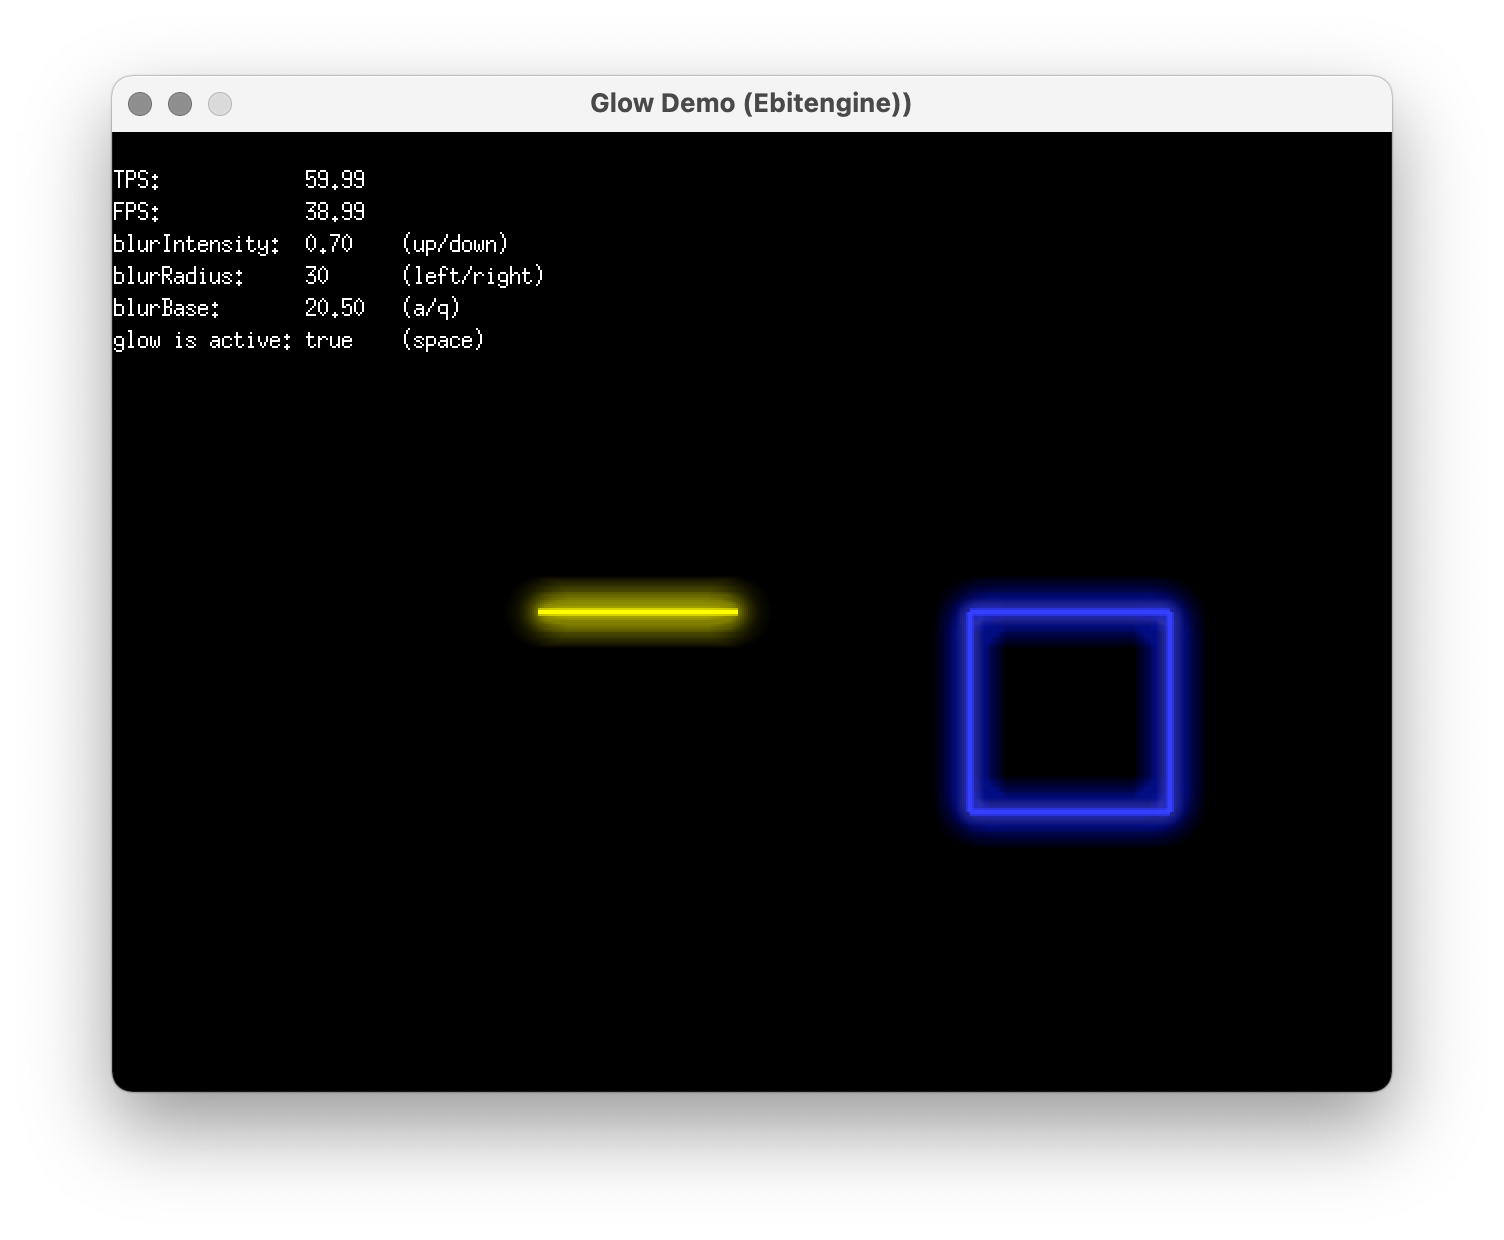 Glow Demo (Ebitengine))
TPS: 59.99
FPS: 38.99
blurIntensity: 0.70 (up/down)
blurRadius: 30 (left/right)
blurBase: 20.50 (a/q)
glow is active: true (space)